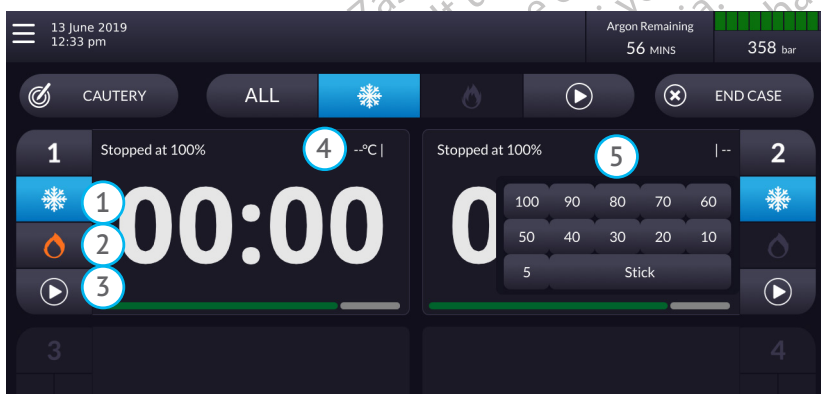 13 June 2019
12:33 pm
Argon Remaining
56 MINS
358 bar
CAUTERY
ALL
END CASE
1
Stopped at 100%
4
--°C |
Stopped at 100%
5
| --
2
1
2
3
00:00
0
100 90 80 70 60
50 40 30 20 10
5 Stick
3
4